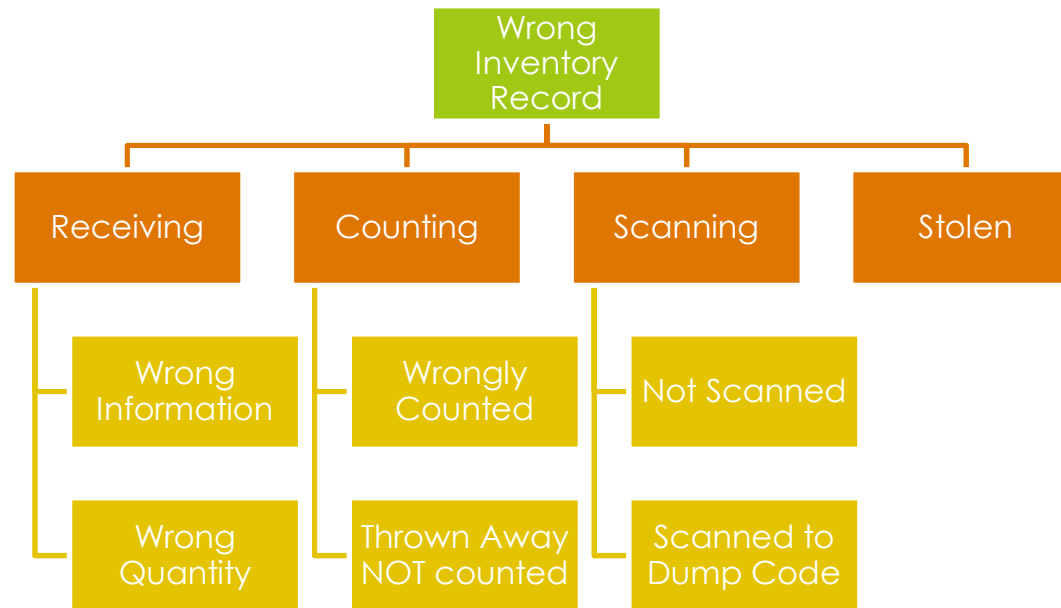 Wrong
Inventory
Record
Receiving
Counting
Scanning
Stolen
Wrong
Information
Wrongly
Counted
Not Scanned
Wrong
Quantity
Thrown Away
NOT counted
Scanned to
Dump Code